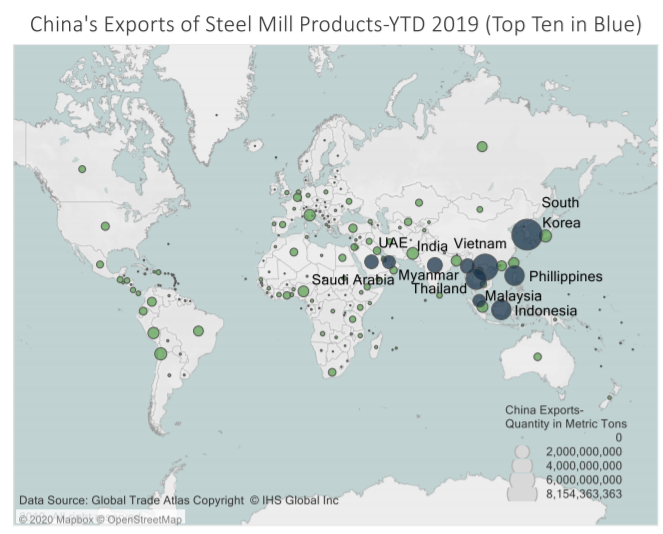 China's Exports of Steel Mill Products-YTD 2019 (Top Ten in Blue)
South
Korea
UAE
India
Vietnam
Saudi Arabia
Myanmar
Thailand
Phillippines
Malaysia
Indonesia
China Exports-
Quantity in Metric Tons
0
2,000,000,000
4,000,000,000
6,000,000,000
8,154,363,363
Data Source: Global Trade Atlas Copyright © IHS Global Inc
© 2020 Mapbox © OpenStreetMap